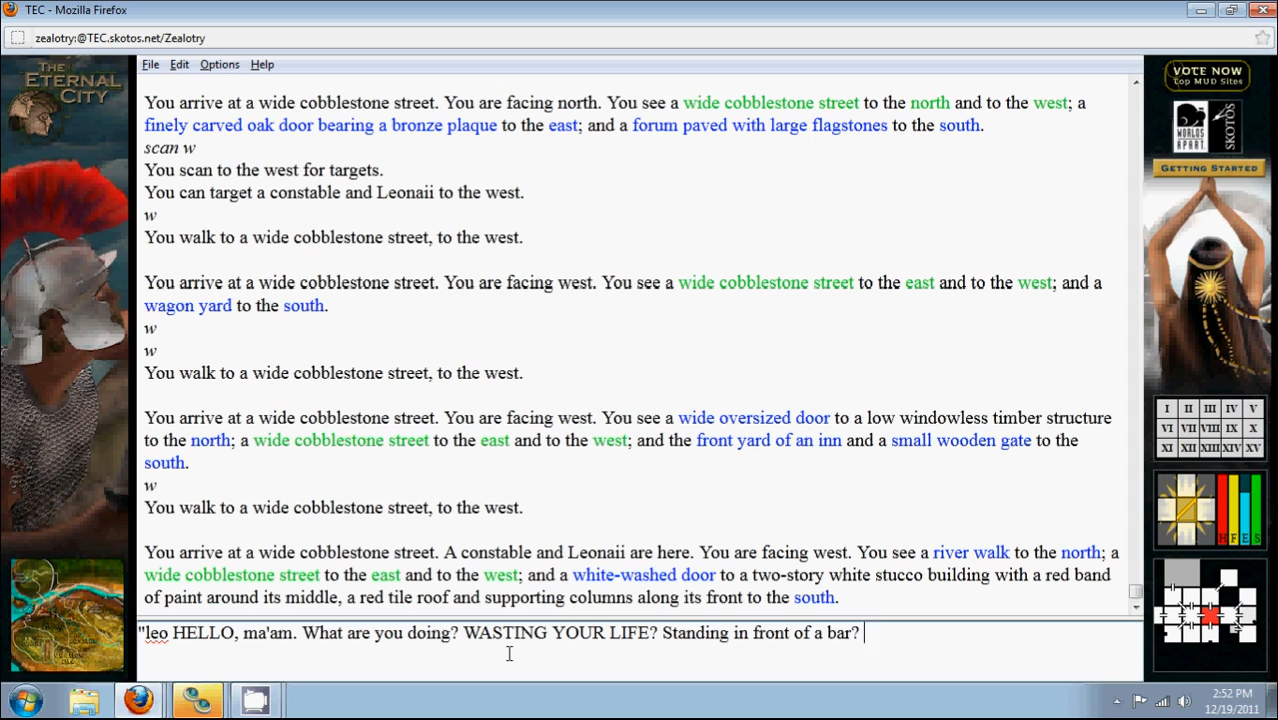 TEC - Mozilla Firefox
zealotry:@TEC.skotos.net/Zealotry
THE ETERNAL CITY
File Edit Options Help
You arrive at a wide cobblestone street. You are facing north. You see a wide cobblestone street to the north and to the west; a
finely carved oak door bearing a bronze plaque to the east; and a forum paved with large flagstones to the south.
scan w
You scan to the west for targets.
You can target a constable and Leonaii to the west.
w
You walk to a wide cobblestone street, to the west.
You arrive at a wide cobblestone street. You are facing west. You see a wide cobblestone street to the east and to the west; and a
wagon yard to the south.
w
w
You walk to a wide cobblestone street, to the west.
You arrive at a wide cobblestone street. You are facing west. You see a wide oversized door to a low windowless timber structure
to the north; a wide cobblestone street to the east and to the west; and the front yard of an inn and a small wooden gate to the
south.
w
You walk to a wide cobblestone street, to the west.
You arrive at a wide cobblestone street. A constable and Leonaii are here. You are facing west. You see a river walk to the north; a
wide cobblestone street to the east and to the west; and a white-washed door to a two-story white stucco building with a red band
of paint around its middle, a red tile roof and supporting columns along its front to the south.
"leo HELLO, ma'am. What are you doing? WASTING YOUR LIFE? Standing in front of a bar?
VOTE NOW
Top MUD Sites
WORLDS APART
SKOTOS
GETTING STARTED
I II III IV V
VI VII VIII IX X
XI XII XIII XIV XV
H F E S
2:52 PM
12/19/2011